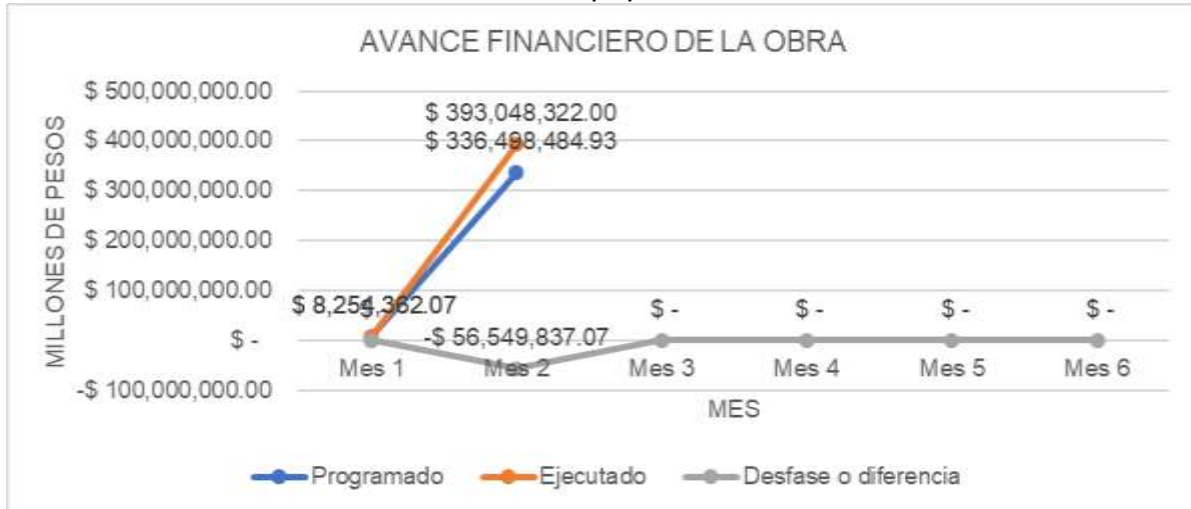 AVANCE FINANCIERO DE LA OBRA
MILLONES DE PESOS
$ 500,000,000.00
$ 400,000,000.00
$ 300,000,000.00
$ 200,000,000.00
$ 100,000,000.00
$ -
-$ 100,000,000.00
$ 393,048,322.00
$ 336,498,484.93
$ 8,254,362.07
-$ 56,549,837.07
$ - $ - $ - $ -
Mes 1 Mes 2 Mes 3 Mes 4 Mes 5 Mes 6
MES
Programado Ejecutado Desfase o diferencia